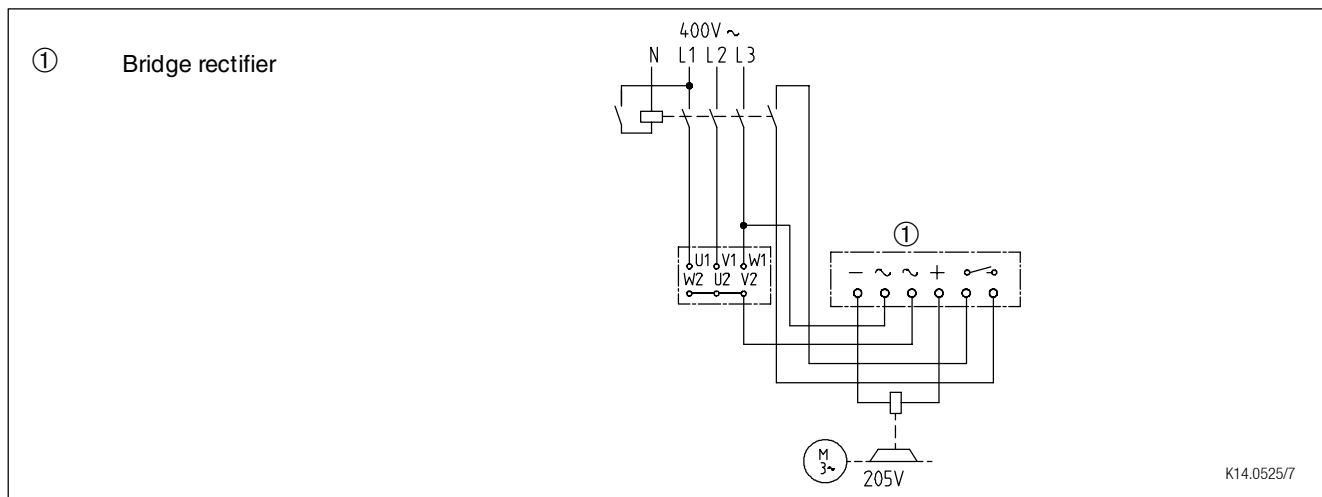 ① Bridge rectifier
400V ~
N L1 L2 L3
①
U1 V1 W1
W2 U2 V2
− ~ ~ +
M
3~
205V
K14.0525/7